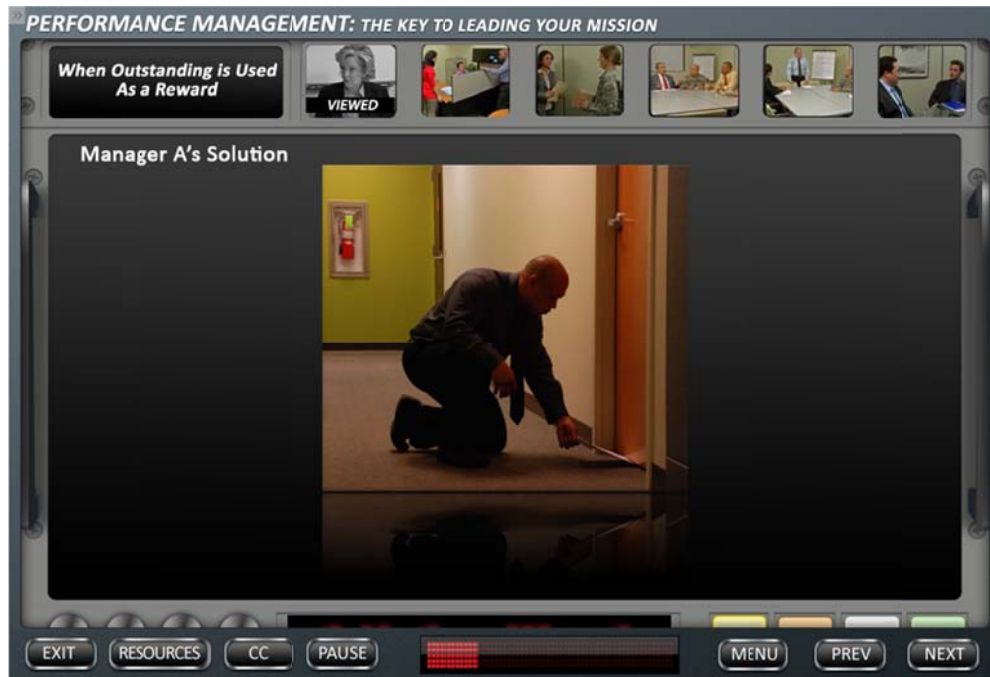 PERFORMANCE MANAGEMENT: THE KEY TO LEADING YOUR MISSION
When Outstanding is Used
As a Reward
VIEWED
Manager A's Solution
EXIT
RESOURCES
CC
PAUSE
MENU
PREV
NEXT